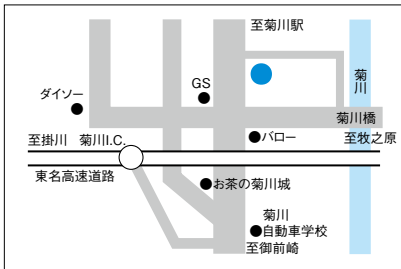 至菊川駅
菊川
ダイソー
GS
菊川橋
至掛川 菊川I.C.
バロー
至牧之原
東名高速道路
お茶の菊川城
菊川
自動車学校
至御前崎